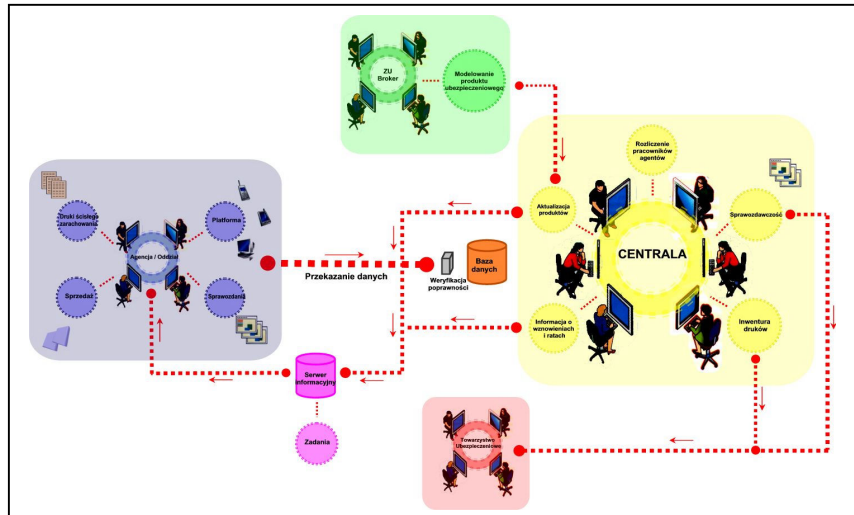 ZU
Broker
Modelowanie
produktu
ubezpieczeniowego
Rozliczenie
pracowników
agentów
Aktualizacja
produktów
Sprawozdawczość
CENTRALA
Informacja o
wznowieniach
i ratach
Inwentura
druków
Druki ścisłego
zarachowania
Platforma
Agencja / Oddział
Sprzedaż
Sprawozdania
Przekazanie danych
Weryfikacja
poprawności
Baza
danych
Serwer
informacyjny
Zadania
Towarzystwo
Ubezpieczeniowe